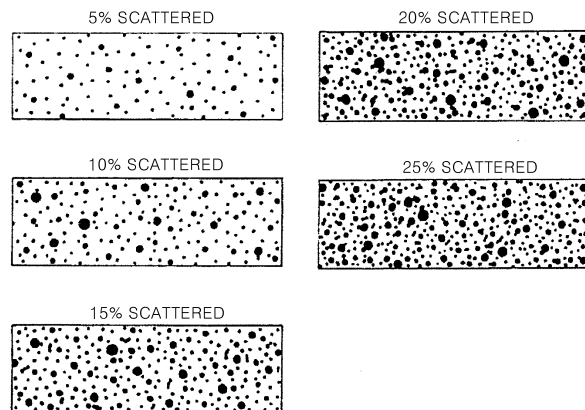 5% SCATTERED
20% SCATTERED
10% SCATTERED
25% SCATTERED
15% SCATTERED